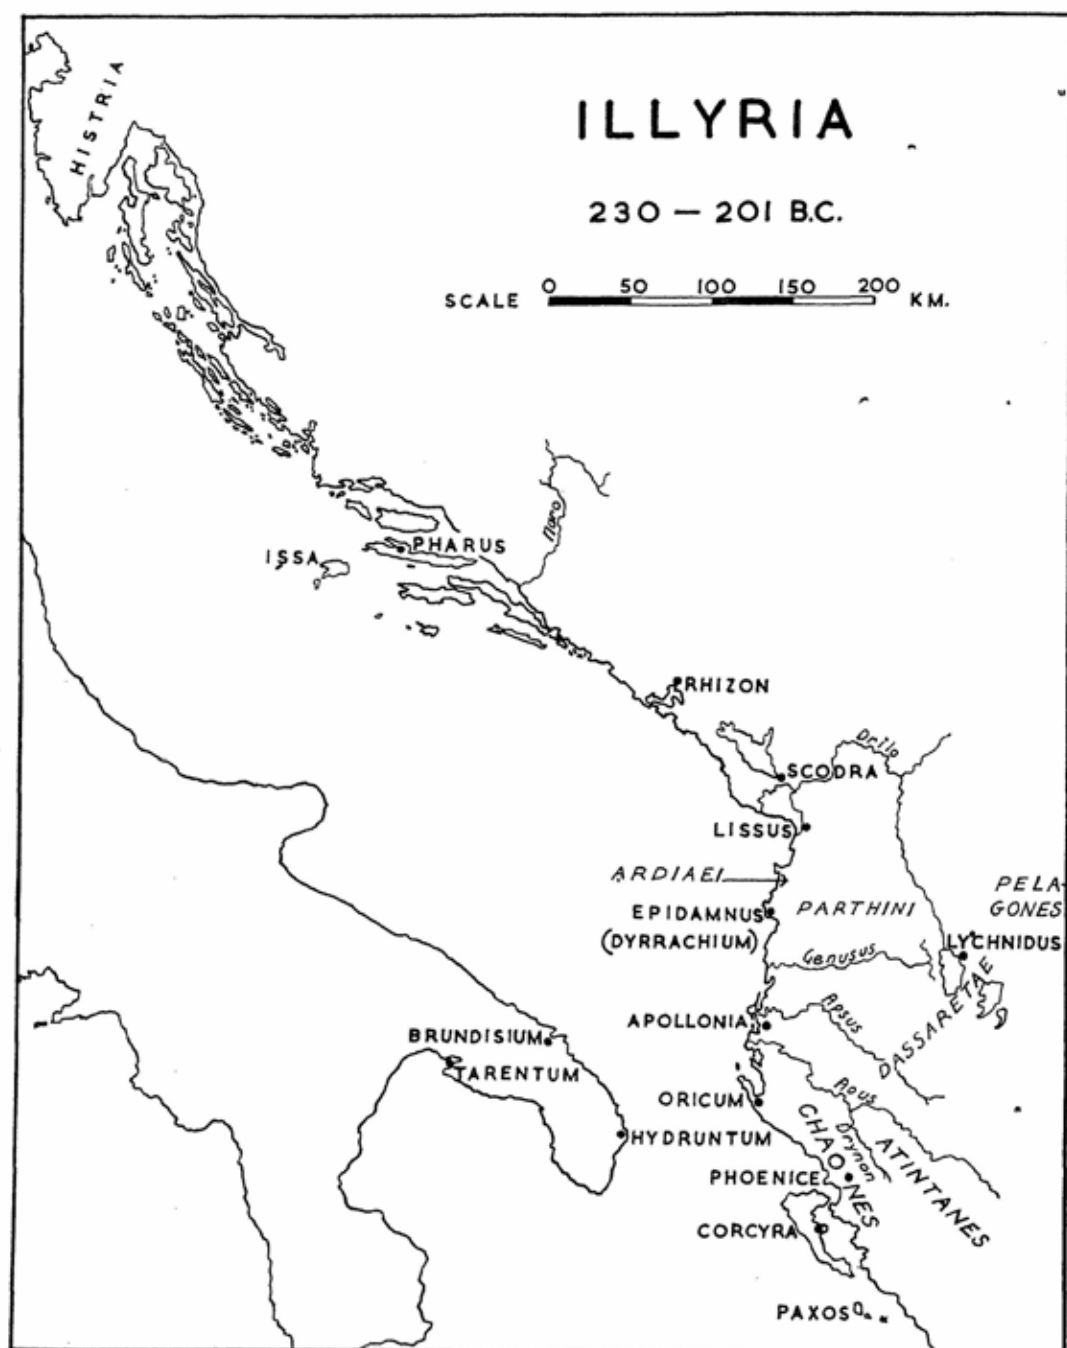 HISTRIA
ILLYRIA
230 — 201 B.C.
0 50 100 150 200
SCALE KM.
Naro
PHARUS
ISSA
RHIZON
Drilo
SCODRA
LISSUS
ARDIAEI
PELA-
GONES
PARTHINI
EPIDAMNUS
(DYRRACHIUM)
LYCHNIDUS
Genusus
DASSARETAE
Apsus
APOLLONIA
BRUNDISIUM
TARENTUM
Aous
ORICUM
CHAONES
Drynon
ATINTANES
HYDRUNTUM
PHOENICE
CORCYRA
PAXOS